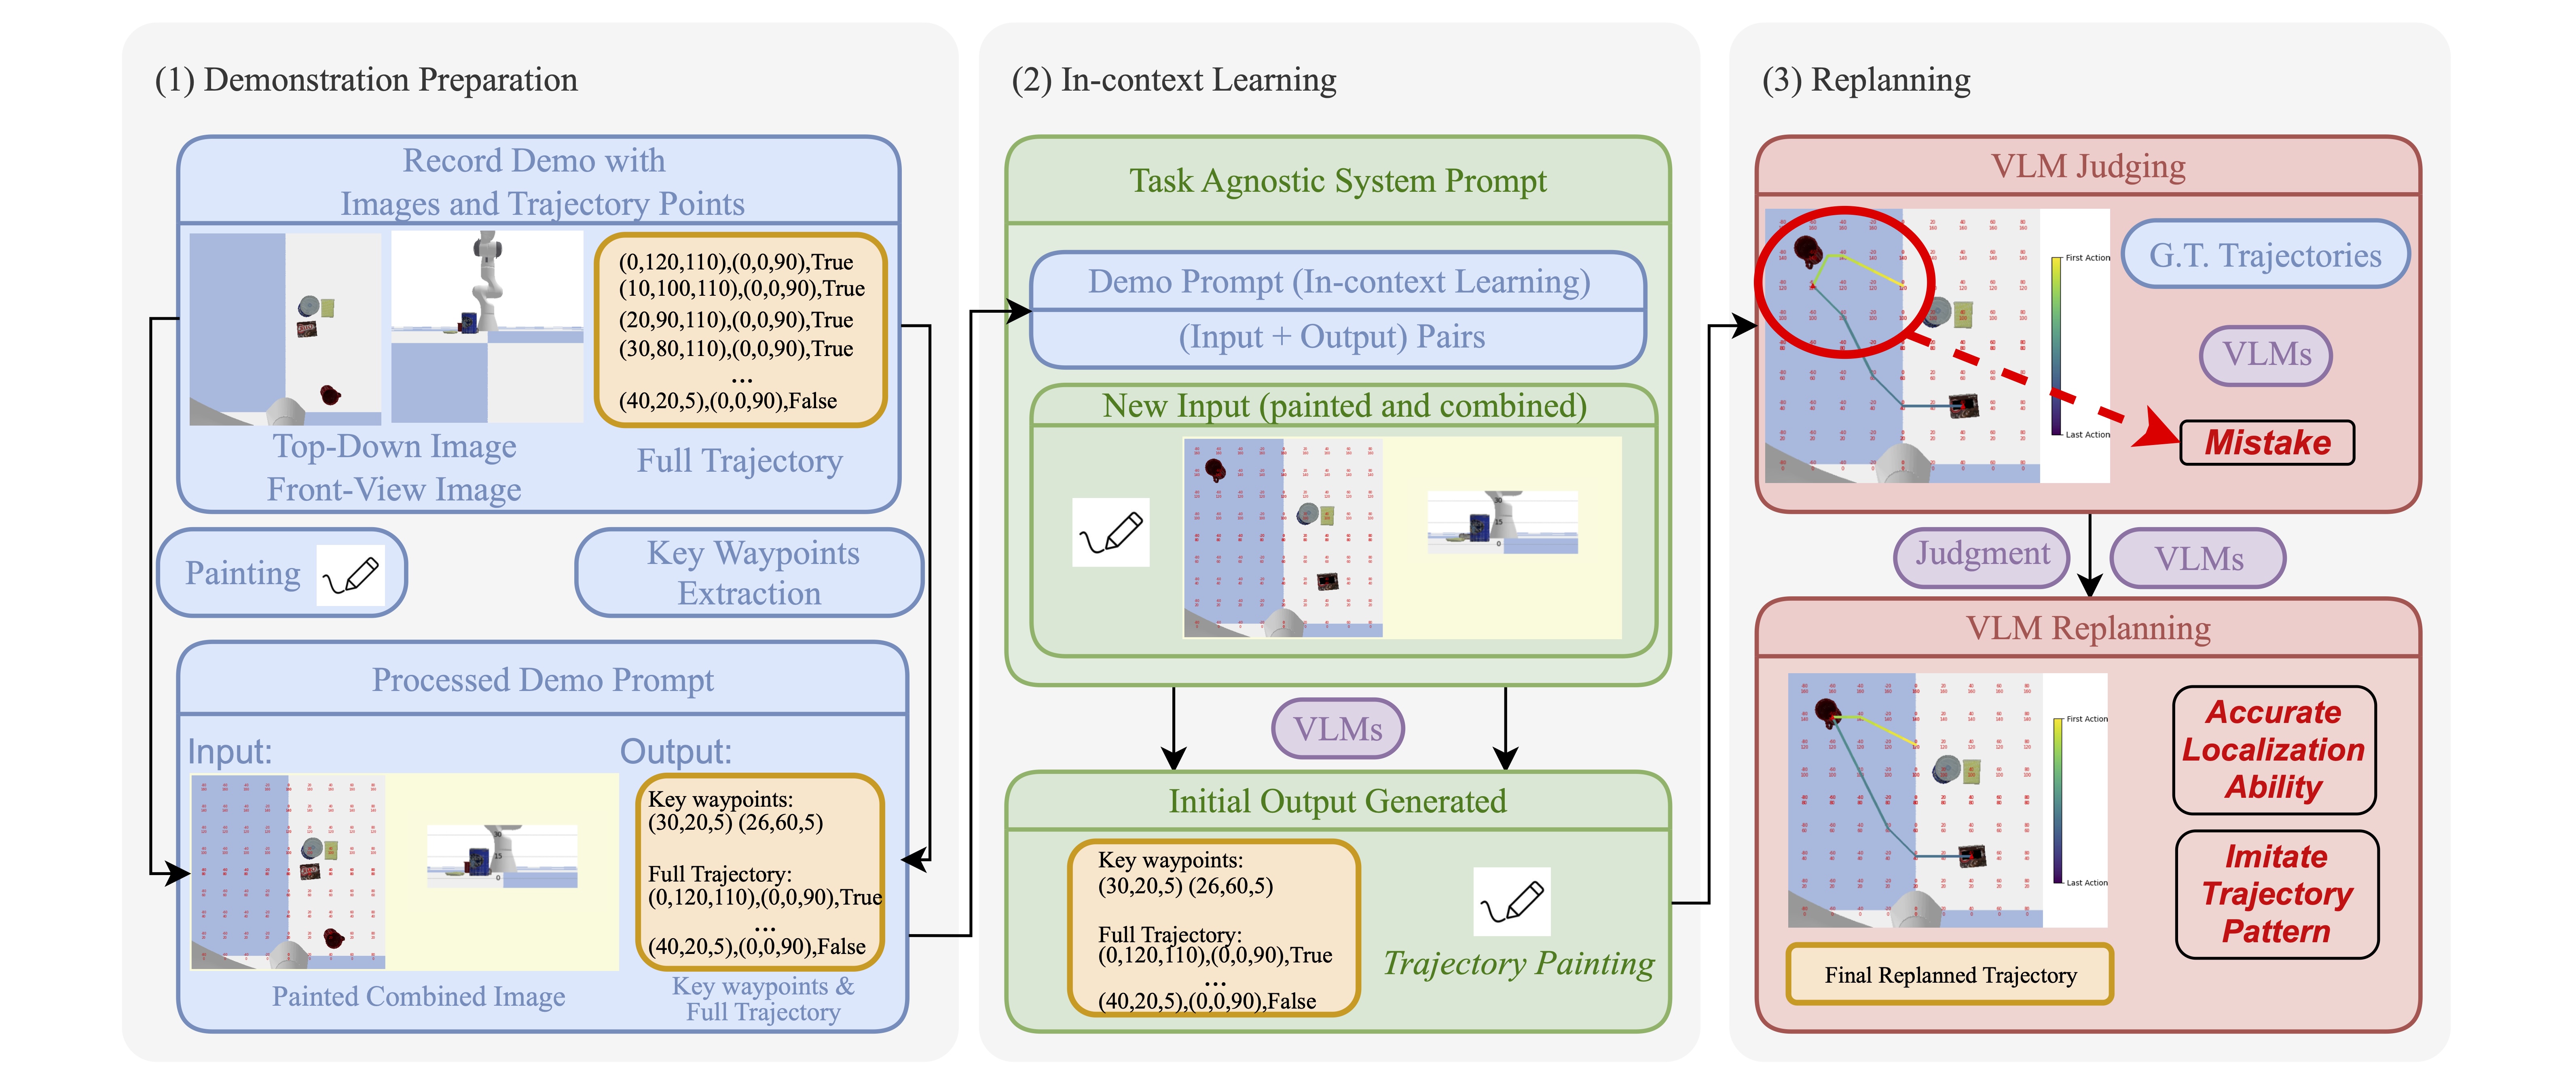 (1) Demonstration Preparation
Record Demo with
Images and Trajectory Points
(0,120,110),(0,0,90),True
(10,100,110),(0,0,90),True
(20,90,110),(0,0,90),True
(30,80,110),(0,0,90),True
...
(40,20,5),(0,0,90),False
Top-Down Image
Front-View Image
Full Trajectory
Painting
Key Waypoints
Extraction
Processed Demo Prompt
Input:
Output:
30
15
0
Key waypoints:
(30,20,5) (26,60,5)
Full Trajectory:
(0,120,110),(0,0,90),True
...
(40,20,5),(0,0,90),False
Painted Combined Image
Key waypoints &
Full Trajectory
(2) In-context Learning
Task Agnostic System Prompt
Demo Prompt (In-context Learning)
(Input + Output) Pairs
New Input (painted and combined)
30
15
0
VLMs
Initial Output Generated
Key waypoints:
(30,20,5) (26,60,5)
Full Trajectory:
(0,120,110),(0,0,90),True
...
(40,20,5),(0,0,90),False
Trajectory Painting
(3) Replanning
VLM Judging
First Action
Last Action
G.T. Trajectories
VLMs
Mistake
Judgment
VLMs
VLM Replanning
First Action
Last Action
Accurate
Localization
Ability
Imitate
Trajectory
Pattern
Final Replanned Trajectory